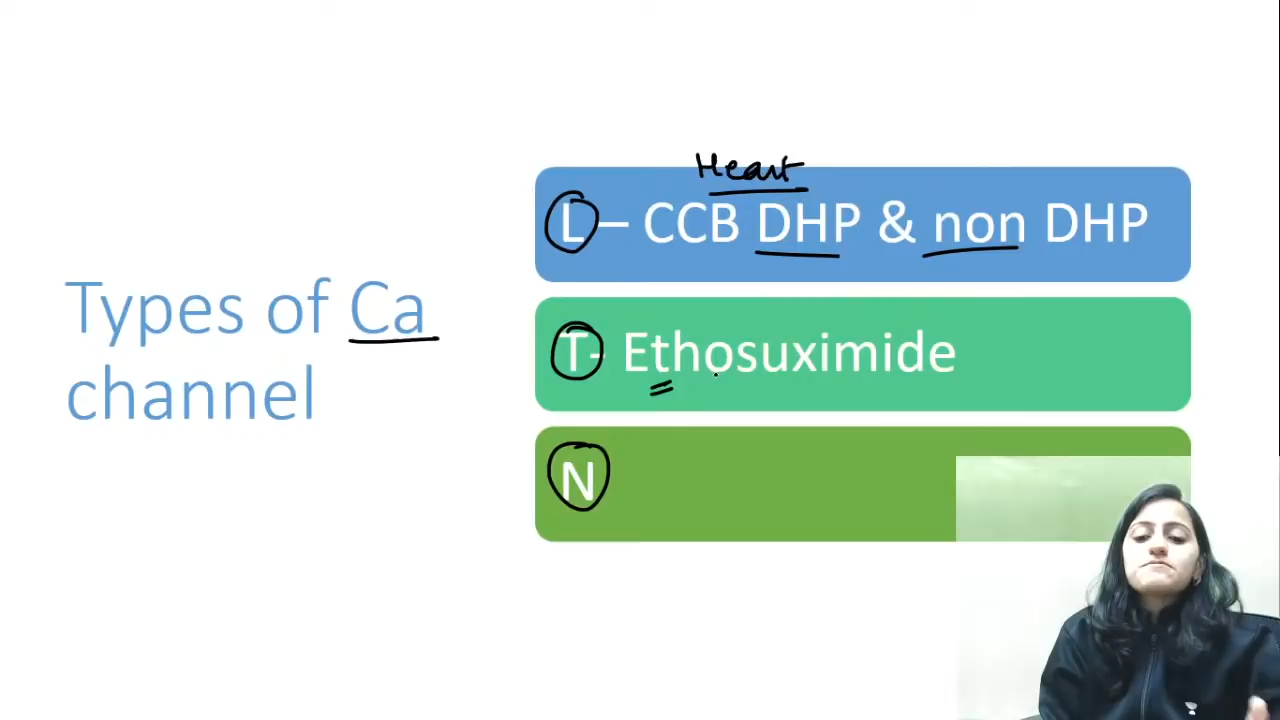 Types of Ca
channel
Heart
L – CCB DHP & non DHP
T- Ethosuximide
N